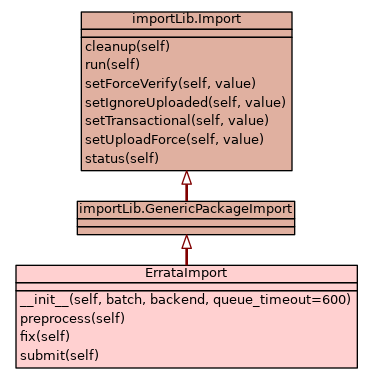 importLib.Import
cleanup(self)
run(self)
setForceVerify(self, value)
setIgnoreUploaded(self, value)
setTransactional(self, value)
setUploadForce(self, value)
status(self)
importLib.GenericPackageImport
ErrataImport
__init__(self, batch, backend, queue_timeout=600)
preprocess(self)
fix(self)
submit(self)